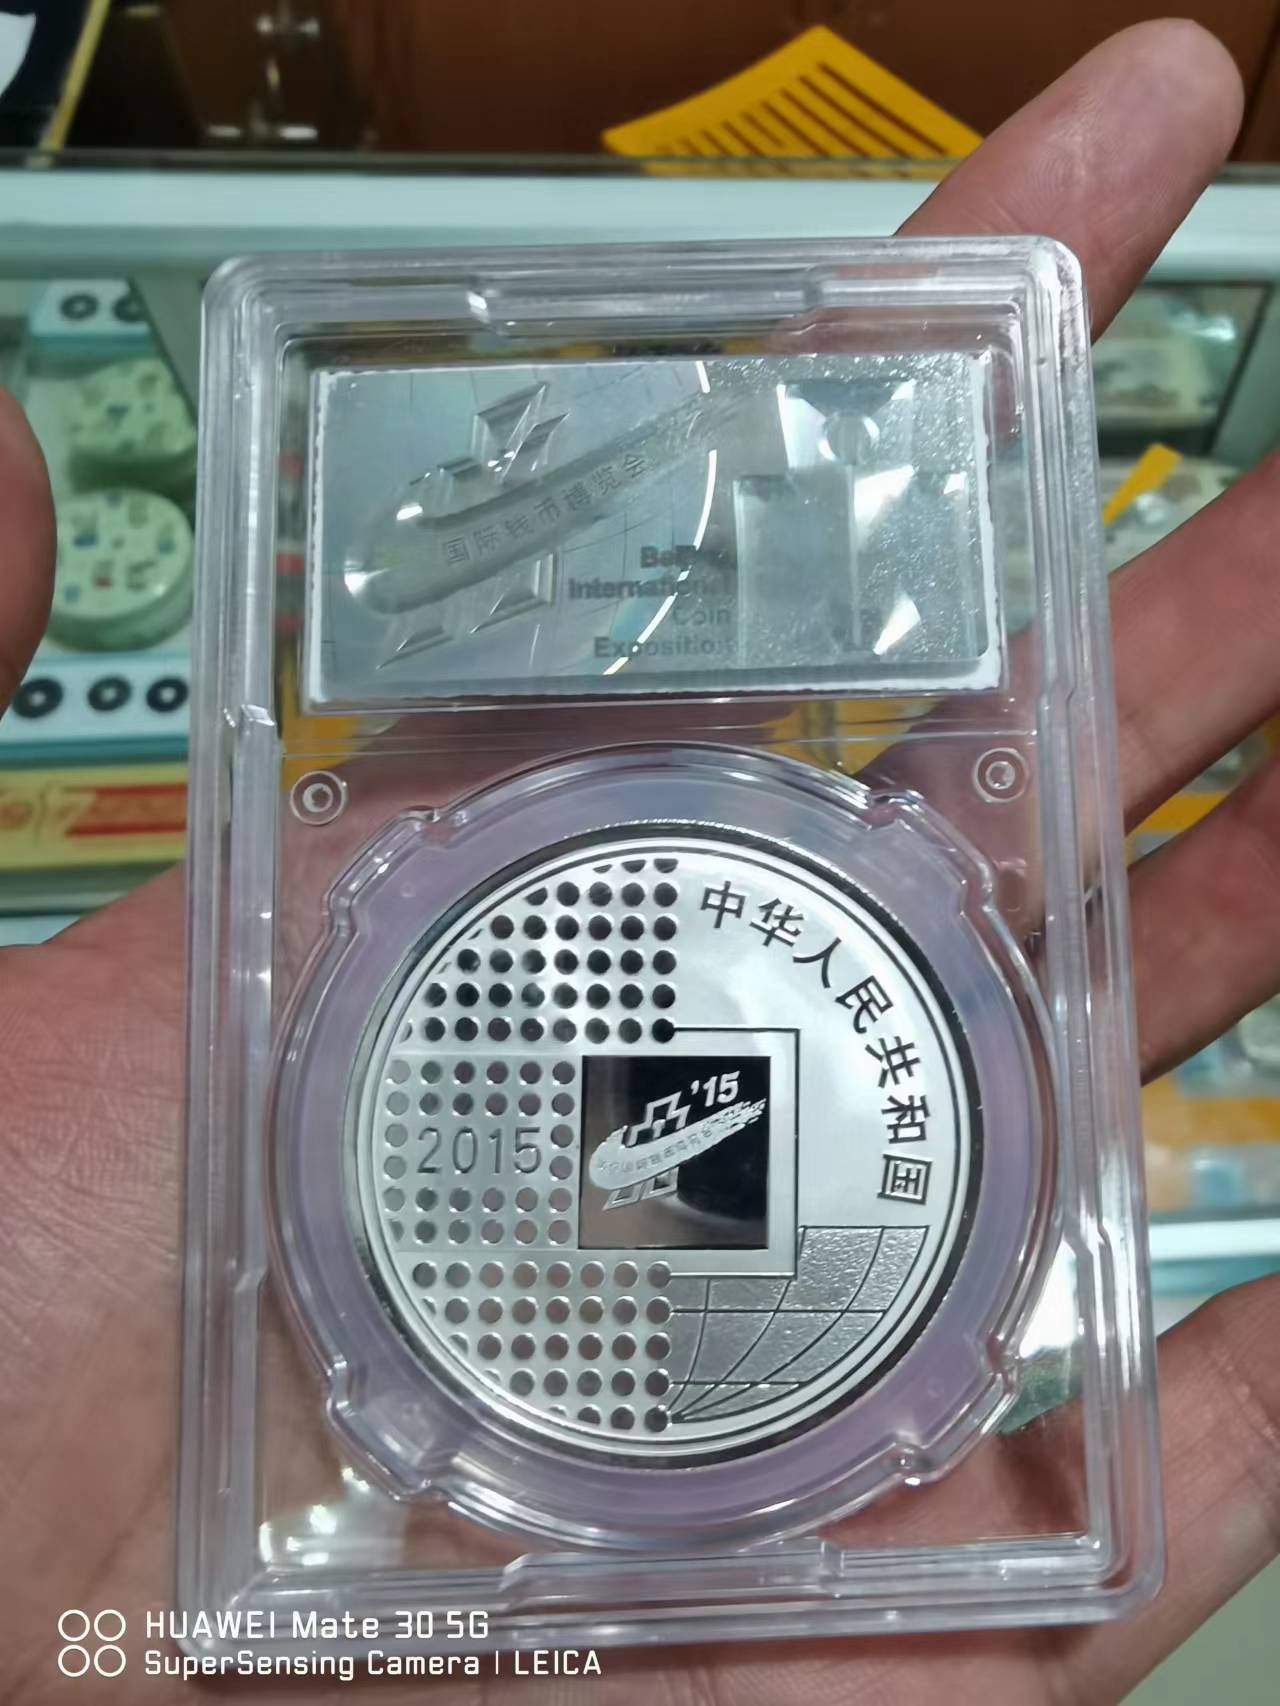 国际钱币博览会
International
Coin
Exposition
中华人民共和国
'15
2015
HUAWEI Mate 30 5G
SuperSensing Camera | LEICA